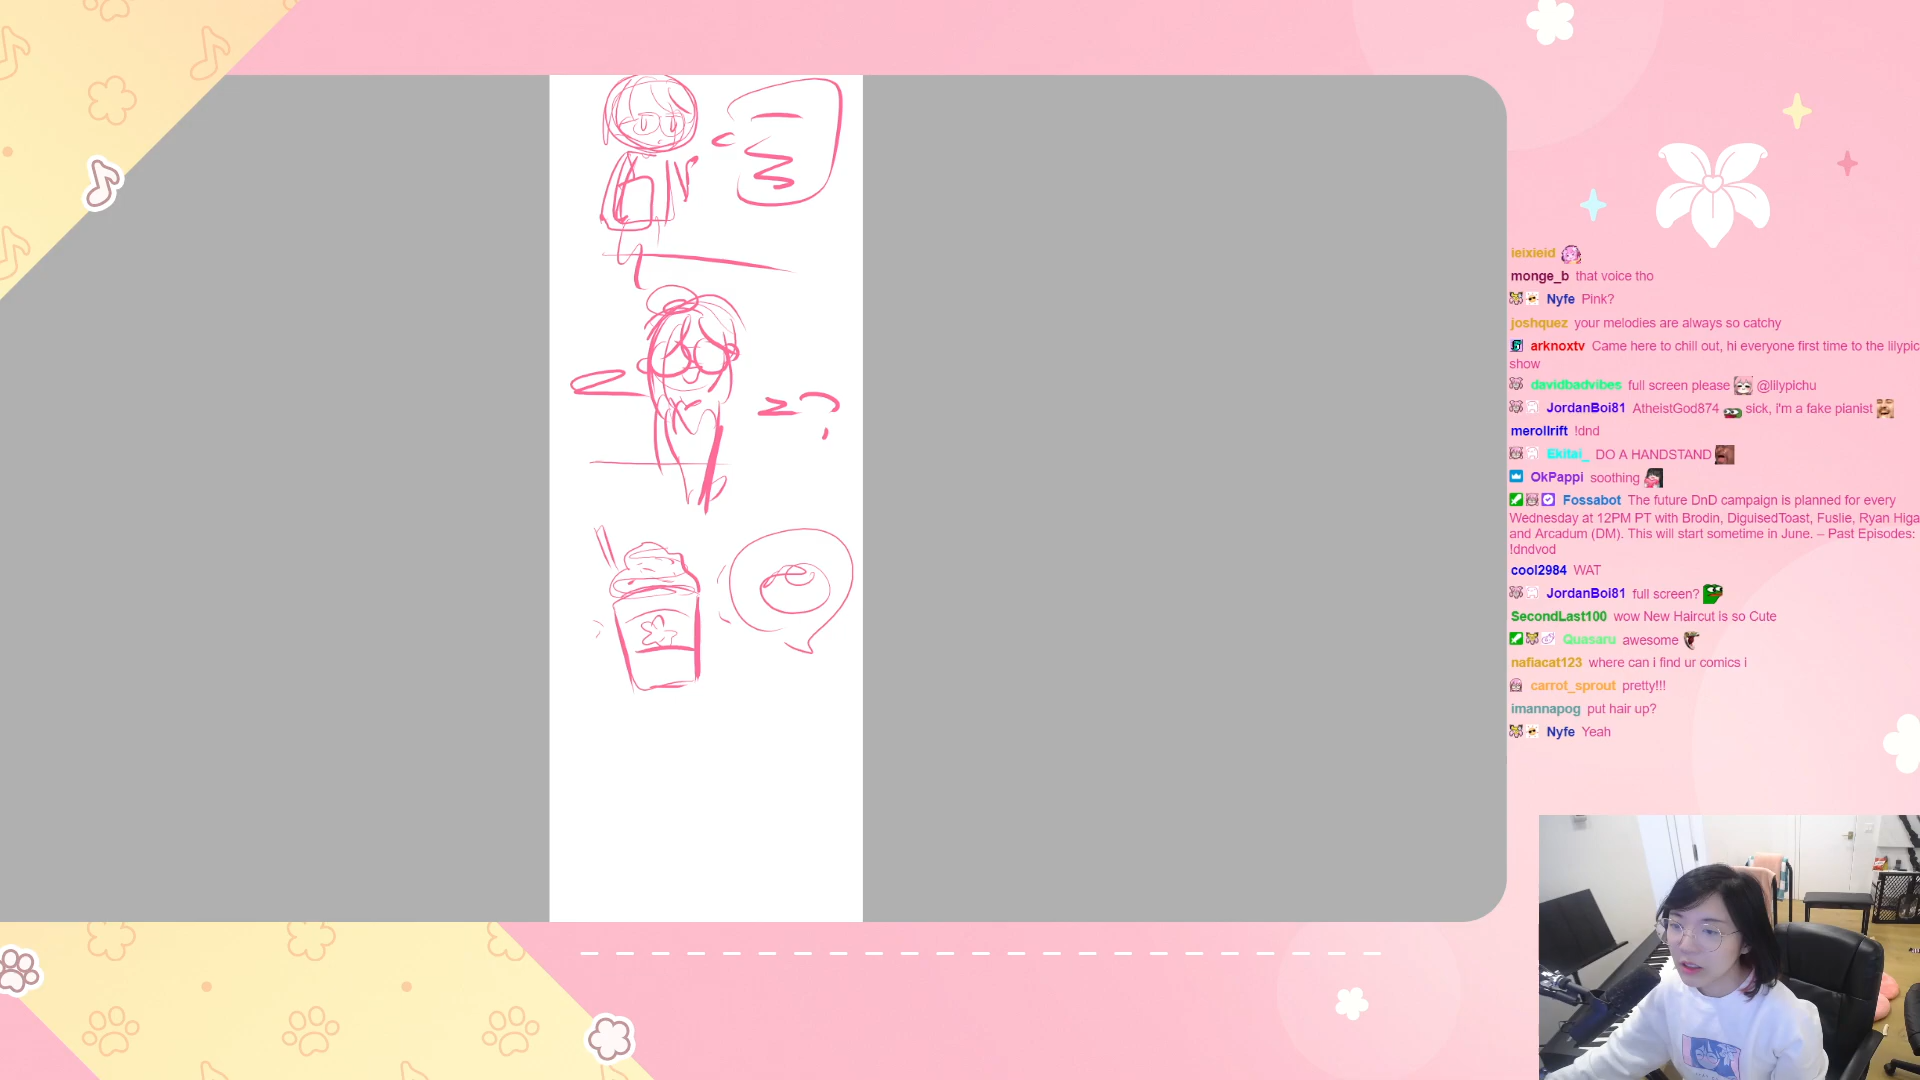 ieixieid
monge_b that voice tho
Nyfe Pink?
joshquez your melodies are always so catchy
arknoxtv Came here to chill out, hi everyone first time to the lilypic
show
davidbadvibes full screen please @lilypichu
JordanBoi81 AtheistGod874 sick, i'm a fake pianist
merollrift !dnd
Ekitai_ DO A HANDSTAND
OkPappi soothing
Fossabot The future DnD campaign is planned for every
Wednesday at 12PM PT with Brodin, DiguisedToast, Fuslie, Ryan Higa
and Arcadum (DM). This will start sometime in June. – Past Episodes:
!dndvod
cool2984 WAT
JordanBoi81 full screen?
SecondLast100 wow New Haircut is so Cute
Quasaru awesome
nafiacat123 where can i find ur comics i
carrot_sprout pretty!!!
imannapog put hair up?
Nyfe Yeah